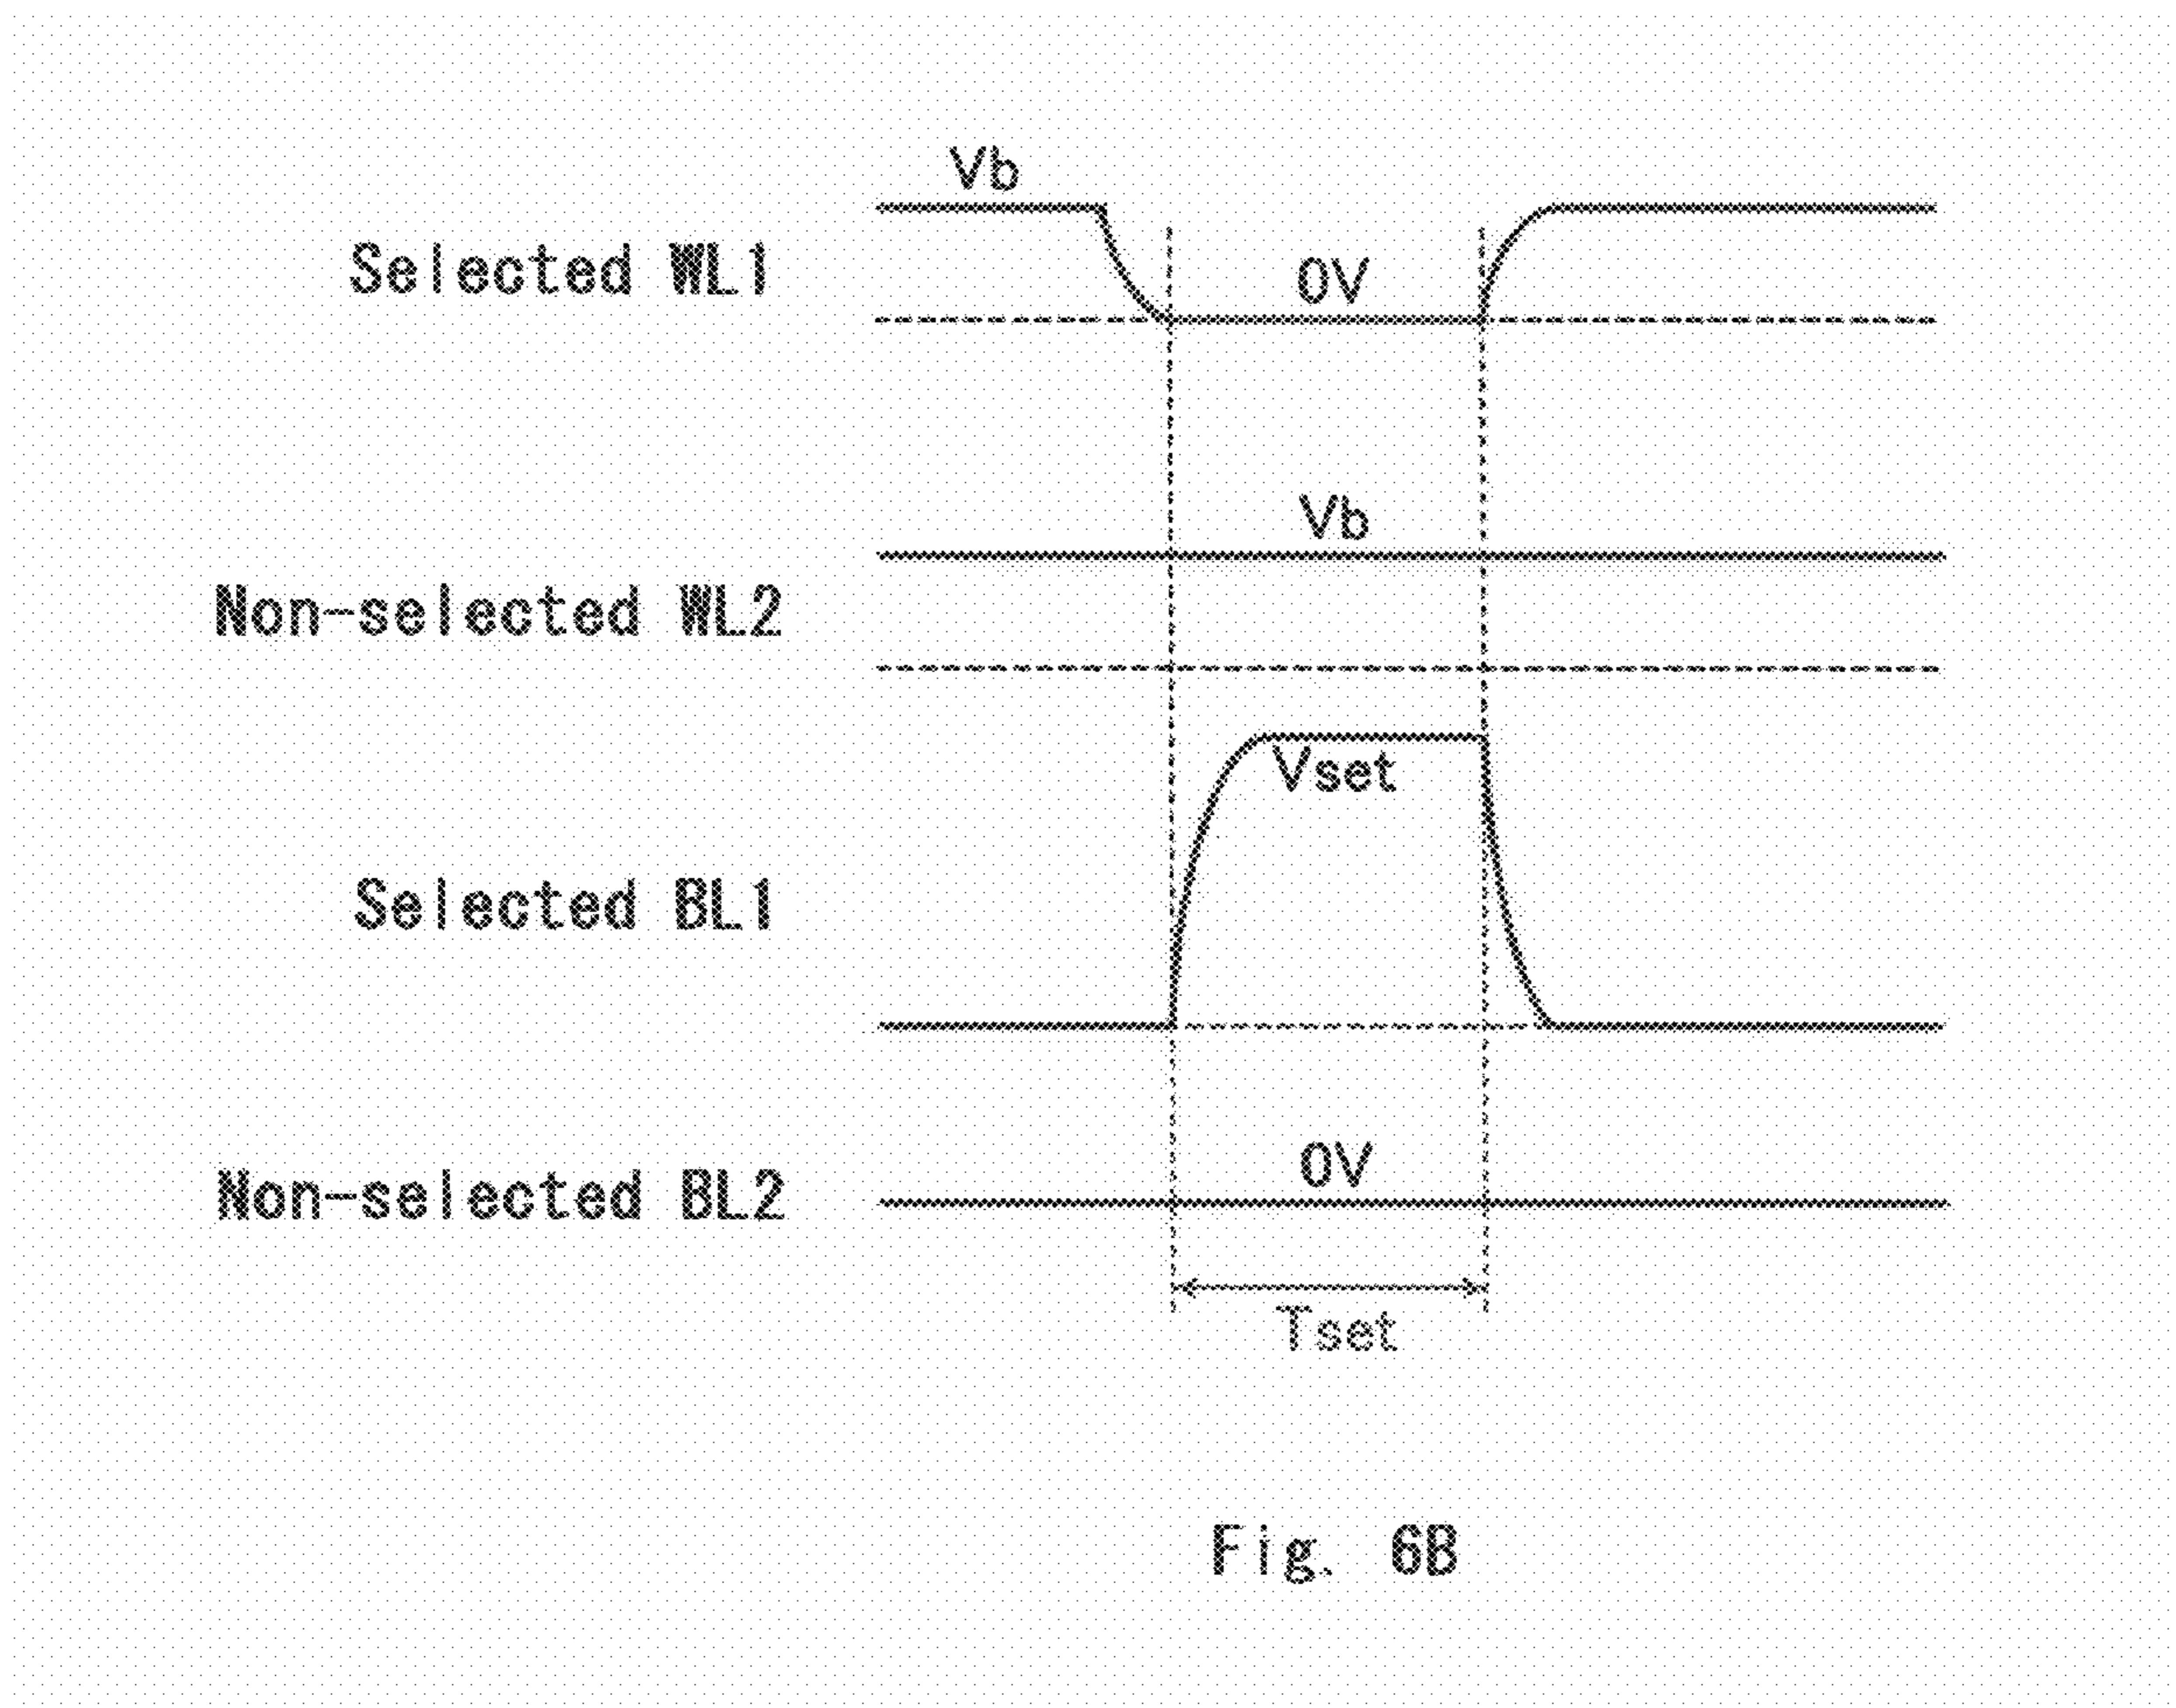 Vb
Selected WL1
0V
Vb
Non-selected WL2
Vset
Selected BL1
0V
Non-selected BL2
Tset
Fig. 6B